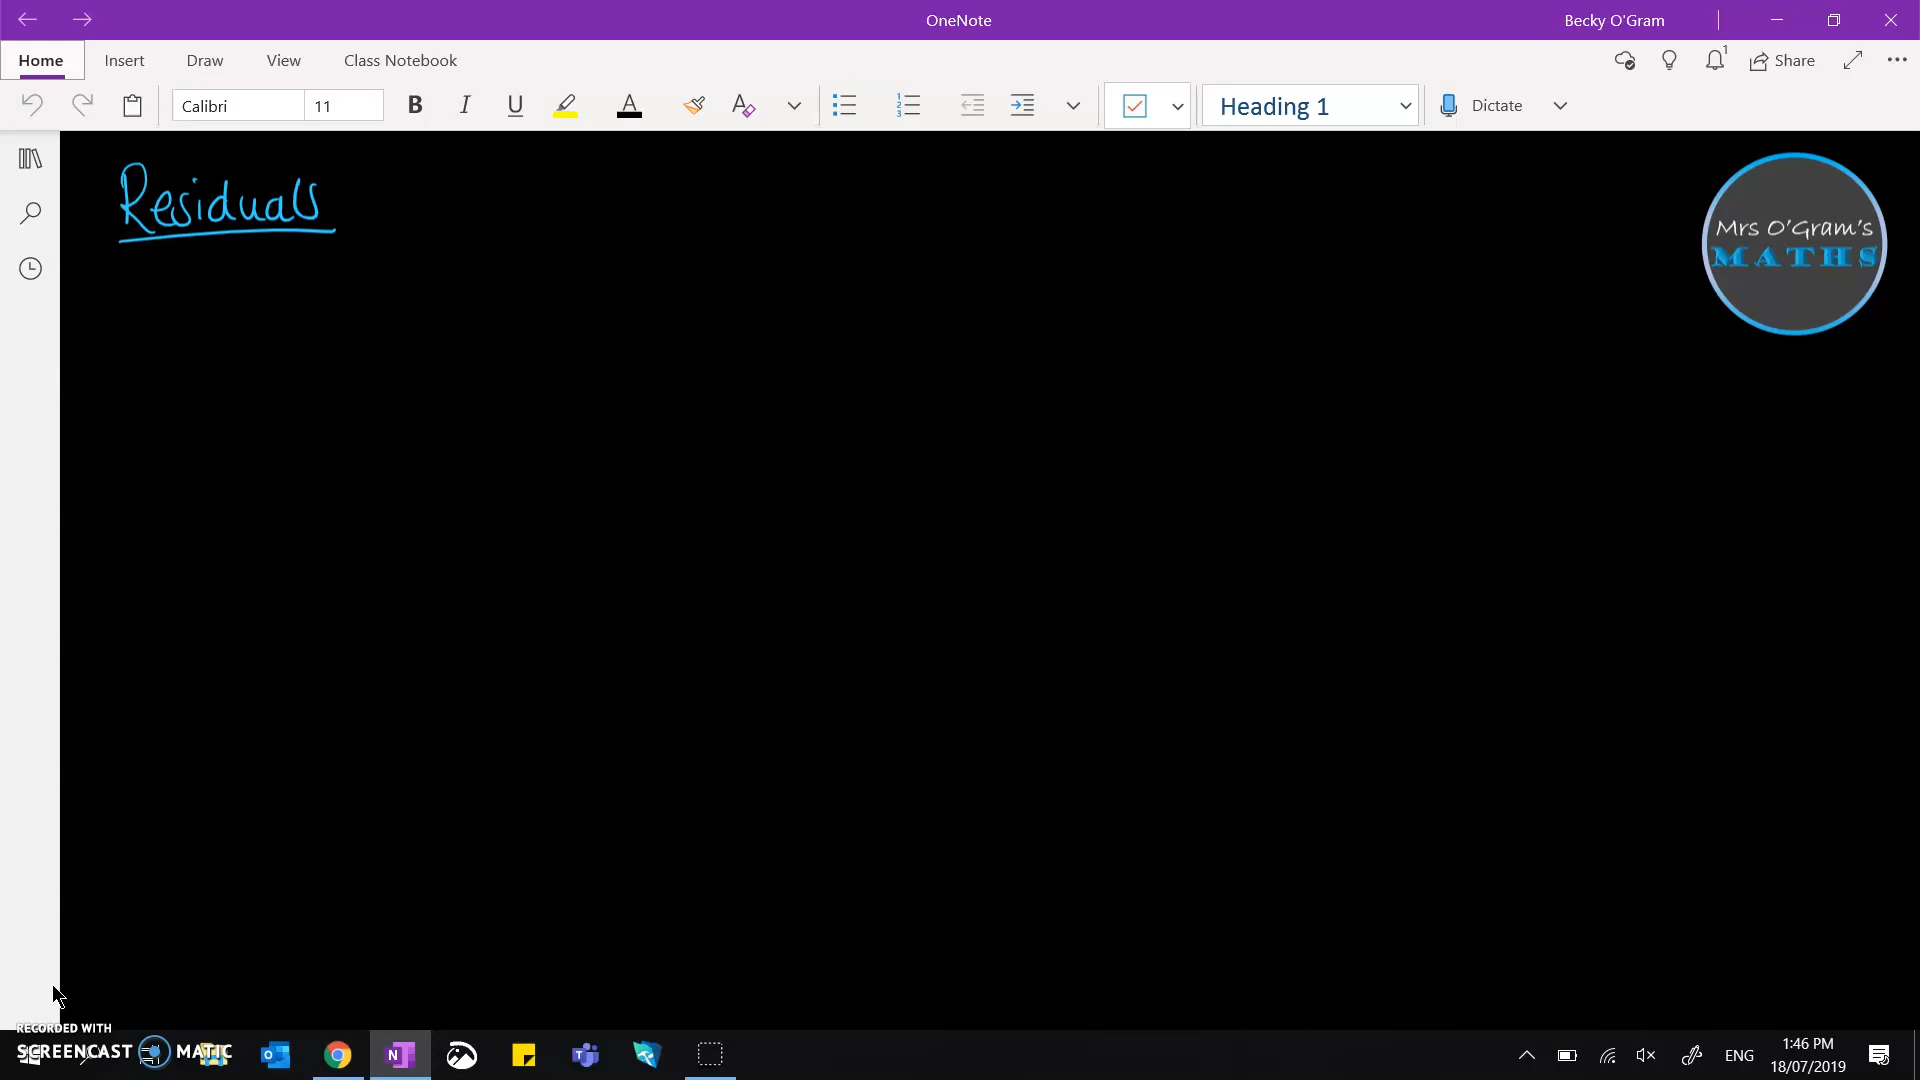 OneNote
Becky O'Gram
Home Insert Draw View Class Notebook
1
Share
Calibri 11 B I U A A Heading 1 Dictate
Residuals
Mrs O'Gram's
MATHS
RECORDED WITH
SCREENCAST MATIC
ENG
1:46 PM
18/07/2019